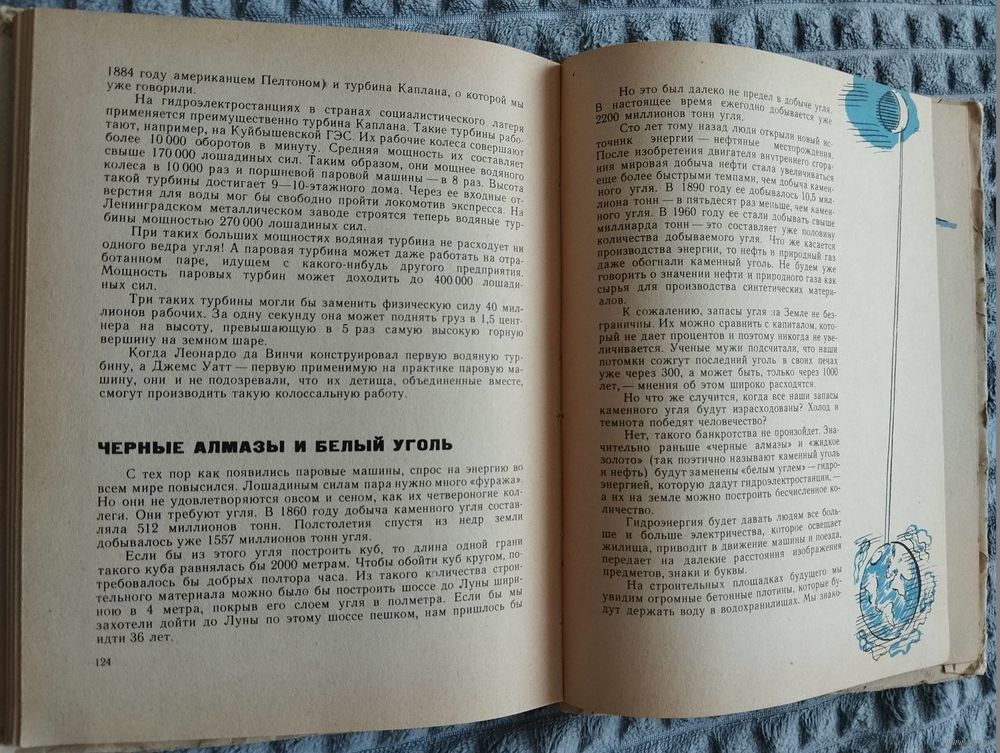 1884 году американцем Пелтоном) и турбина Каплана, о которой мы
уже говорили.
На гидроэлектростанциях в странах социалистического лагеря
применяется преимущественно турбина Каплана. Такие турбины рабо-
тают, например, на Куйбышевской ГЭС. Их рабочие колеса совершают
более 10 000 оборотов в минуту. Средняя мощность их составляет
свыше 170 000 лошадиных сил. Таким образом, они мощнее водяного
колеса в 10 000 раз и поршневой паровой машины — в 8 раз. Высота
такой турбины достигает 9—10-этажного дома. Через ее входные от-
верстия для воды мог бы свободно пройти локомотив экспресса. На
Ленинградском металлическом заводе строятся теперь водяные тур-
бины мощностью 270 000 лошадиных сил.
При таких больших мощностях водяная турбина не расходует ни
одного ведра угля! А паровая турбина может даже работать на отра-
ботанном паре, идущем с какого-нибудь другого предприятия.
Мощность паровых турбин может доходить до 400 000 лошади-
ных сил.
Три таких турбины могли бы заменить физическую силу 40 мил-
лионов рабочих. За одну секунду она может поднять груз в 1,5 цент-
нера на высоту, превышающую в 5 раз самую высокую горную
вершину на земном шаре.
Когда Леонардо да Винчи конструировал первую водяную тур-
бину, а Джемс Уатт — первую применимую на практике паровую ма-
шину, они и не подозревали, что их детища, объединенные вместе,
смогут производить такую колоссальную работу.
ЧЕРНЫЕ АЛМАЗЫ И БЕЛЫЙ УГОЛЬ
С тех пор как появились паровые машины, спрос на энергию во
всем мире повысился. Лошадиным силам пара нужно много «фуража».
Но они не удовлетворяются овсом и сеном, как их четвероногие кол-
леги. Они требуют угля. В 1860 году добыча каменного угля состав-
ляла 512 миллионов тонн. Полстолетия спустя из недр земли
добывалось уже 1557 миллионов тонн угля.
Если бы из этого угля построить куб, то длина одной грани
такого куба равнялась бы 2000 метрам. Чтобы обойти куб кругом, по-
требовалось бы добрых полтора часа. Из такого количества строи-
тельного материала можно было бы построить шоссе до Луны шири-
ною в 4 метра, покрыв его слоем угля в полметра. Если бы мы
захотели дойти до Луны по этому шоссе пешком, нам пришлось бы
идти 36 лет.
124
Но это был далеко не предел в добыче угля.
В настоящее время ежегодно добывается уже
2200 миллионов тонн угля.
Сто лет тому назад люди открыли новый ис-
точник энергии — нефтяные месторождения.
После изобретения двигателя внутреннего сгора-
ния мировая добыча нефти стала увеличиваться
еще более быстрыми темпами, чем добыча камен-
ного угля. В 1890 году ее добывалось 10,5 мил-
лиона тонн — в пятьдесят раз меньше, чем камен-
ного угля. В 1960 году ее стали добывать свыше
миллиарда тонн — это составляет уже половину
количества добываемого угля. Что же касается
производства энергии, то нефть и природный газ
даже обогнали каменный уголь. Не будем уже
говорить о значении нефти и природного газа как
сырья для производства синтетических матери-
алов.
К сожалению, запасы угля на Земле не без-
граничны. Их можно сравнить с капиталом, кото-
рый не дает процентов и поэтому никогда не уве-
личивается. Ученые мужи подсчитали, что наши
потомки сожгут последний уголь в своих печах
уже через 300, а может быть, только через 1000
лет, — мнения об этом широко расходятся.
Но что же случится, когда все наши запасы
каменного угля будут израсходованы? Холод и
темнота победят человечество?
Нет, такого банкротства не произойдет. Зна-
чительно раньше «черные алмазы» и «жидкое
золото» (так поэтично называют каменный уголь
и нефть) будут заменены «белым углем» — гидро-
энергией, которую дадут гидроэлектростанции, —
а их на земле можно построить бесчисленное ко-
личество.
Гидроэнергия будет давать людям все боль-
ше и больше электричества, которое освещает
жилища, приводит в движение машины и поезда,
передает на далекие расстояния изображения
предметов, знаки и буквы.
На строительных площадках будущего мы
увидим огромные бетонные плотины, которые бу-
дут держать воду в водохранилищах. Мы знако-